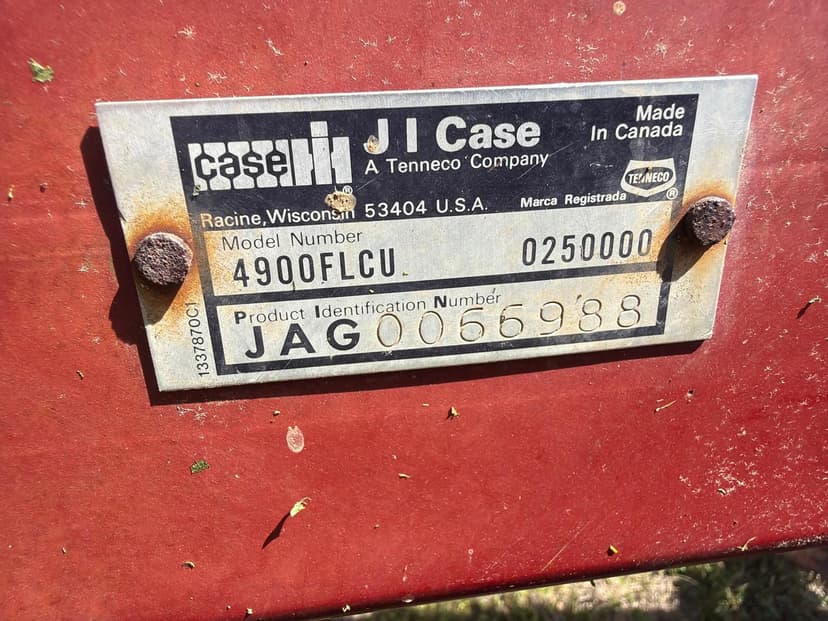 case IH ®
J I Case
A Tenneco Company
Made
In Canada
TENNECO ®
Racine, Wisconsin 53404 U.S.A. Marca Registrada
Model Number
4900FLCU 0250000
Product Identification Number
JAG0066988
1337870C1